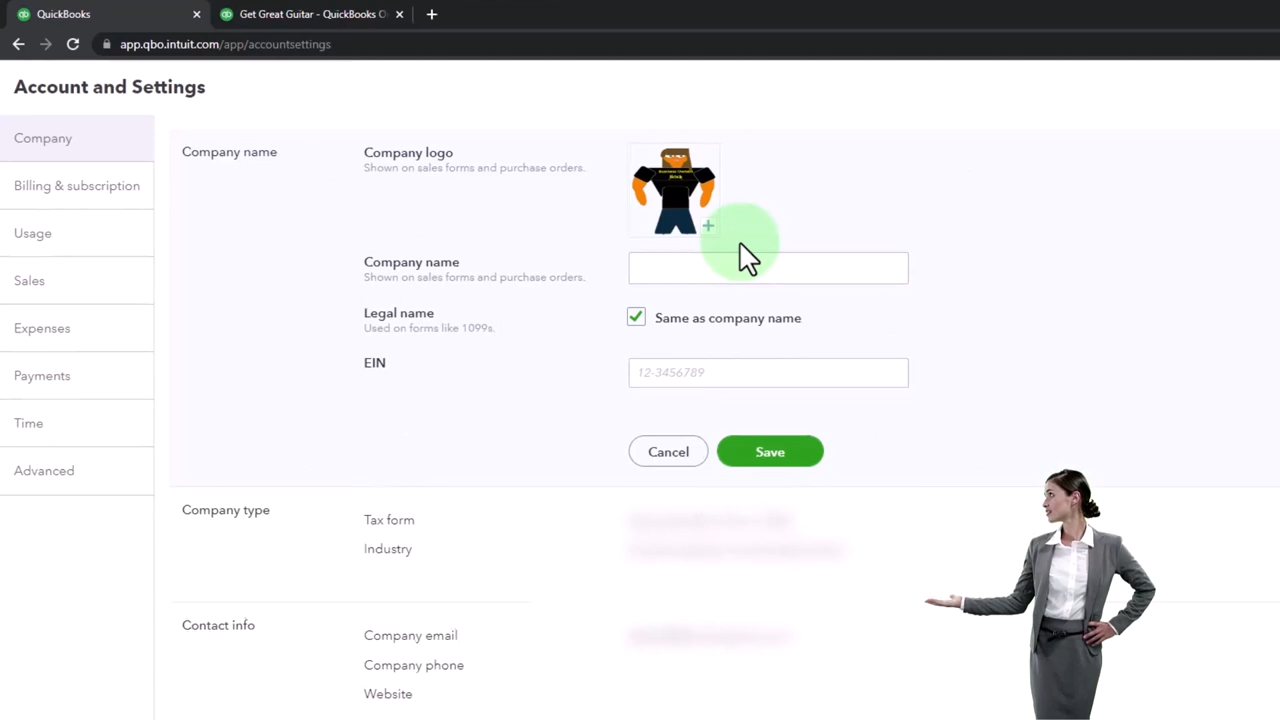 QuickBooks
Get Great Guitar - QuickBooks O
app.qbo.intuit.com/app/accountsettings
Account and Settings
Company
Billing & subscription
Usage
Sales
Expenses
Payments
Time
Advanced
Company name
Company logo
Shown on sales forms and purchase orders.
Company name
Shown on sales forms and purchase orders.
Legal name
Used on forms like 1099s.
Same as company name
EIN
12-3456789
Cancel
Save
Company type
Tax form
Industry
Contact info
Company email
Company phone
Website